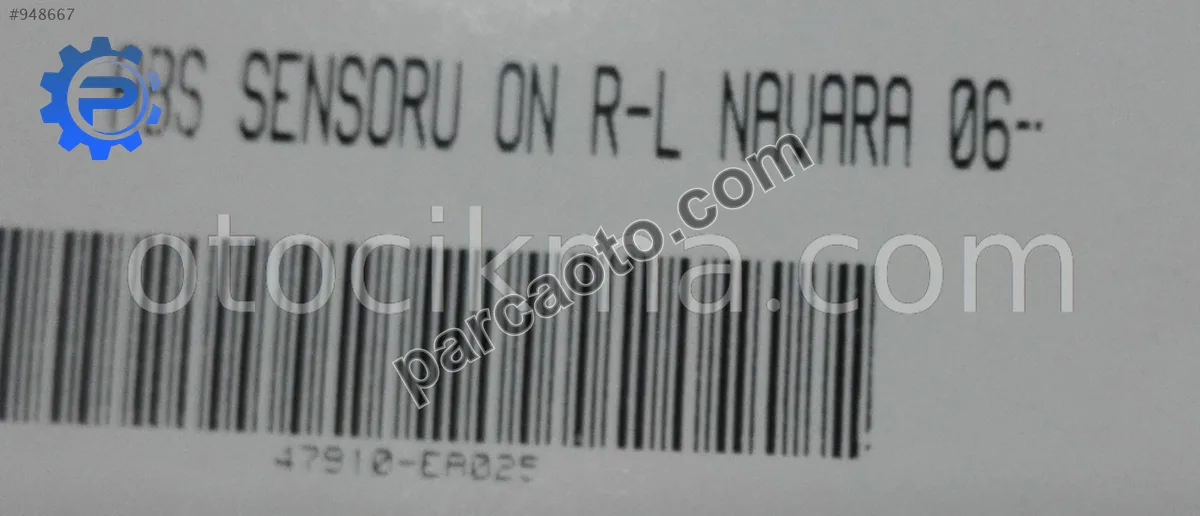 #948667
ABS SENSORU ON R-L NAVARA 06-
otocikma.com
parcaoto.com
47910-EA025